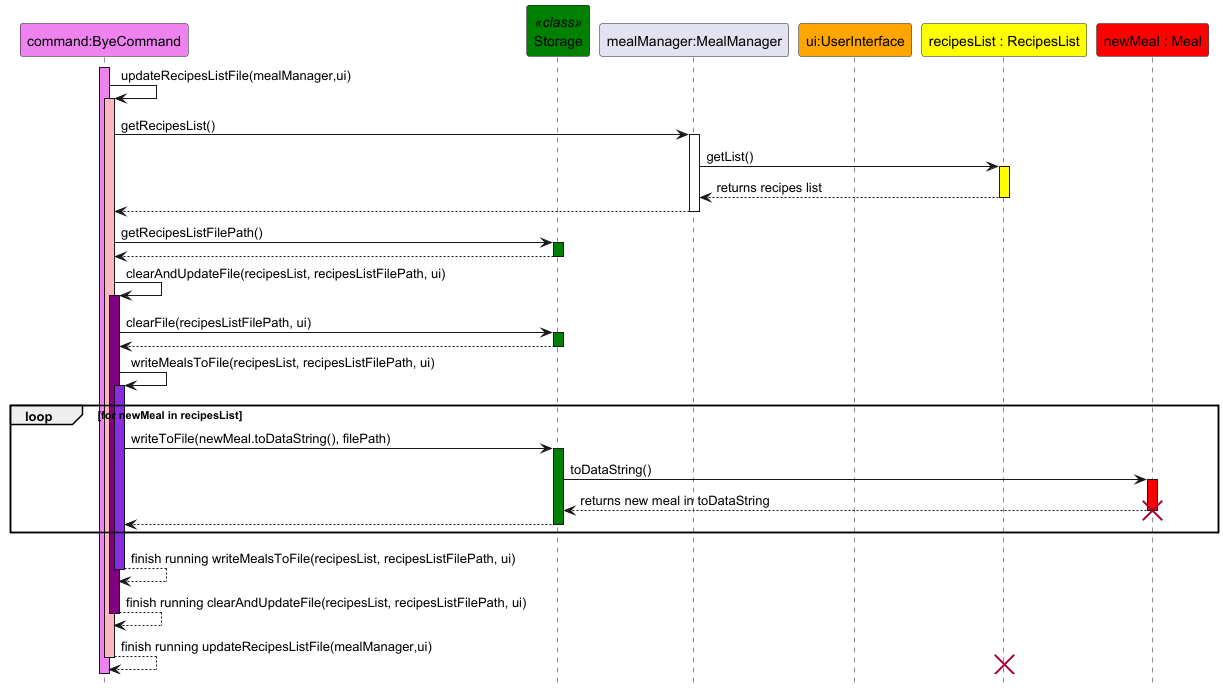 «class»
command:ByeCommand
Storage
mealManager:MealManager
ui:UserInterface
recipesList : RecipesList
newMeal : Meal
updateRecipesListFile(mealManager,ui)
getRecipesList()
getList()
returns recipes list
getRecipesListFilePath()
clearAndUpdateFile(recipesList, recipesListFilePath, ui)
clearFile(recipesListFilePath, ui)
writeMealsToFile(recipesList, recipesListFilePath, ui)
loop
[for newMeal in recipesList]
writeToFile(newMeal.toDataString(), filePath)
toDataString()
returns new meal in toDataString
finish running writeMealsToFile(recipesList, recipesListFilePath, ui)
finish running clearAndUpdateFile(recipesList, recipesListFilePath, ui)
finish running updateRecipesListFile(mealManager,ui)